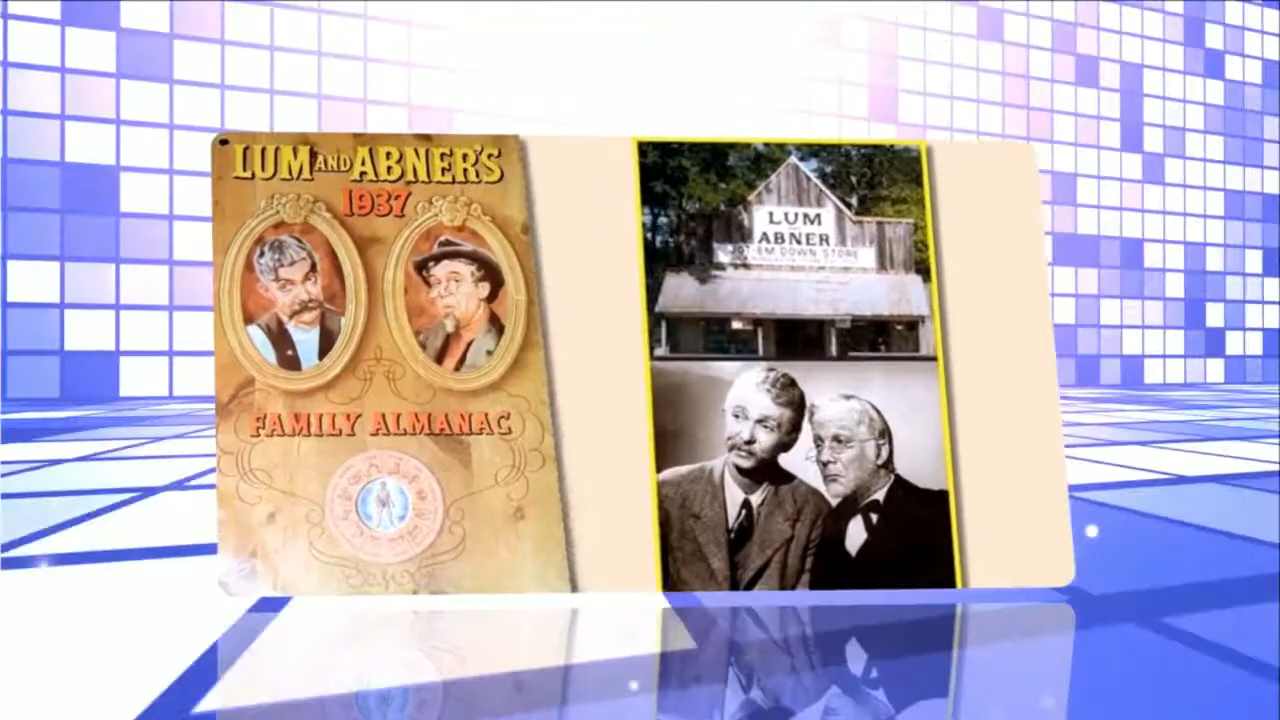 LUM AND ABNER'S
1937
FAMILY ALMANAC
LUM
ABNER
JOT-EM DOWN STORE